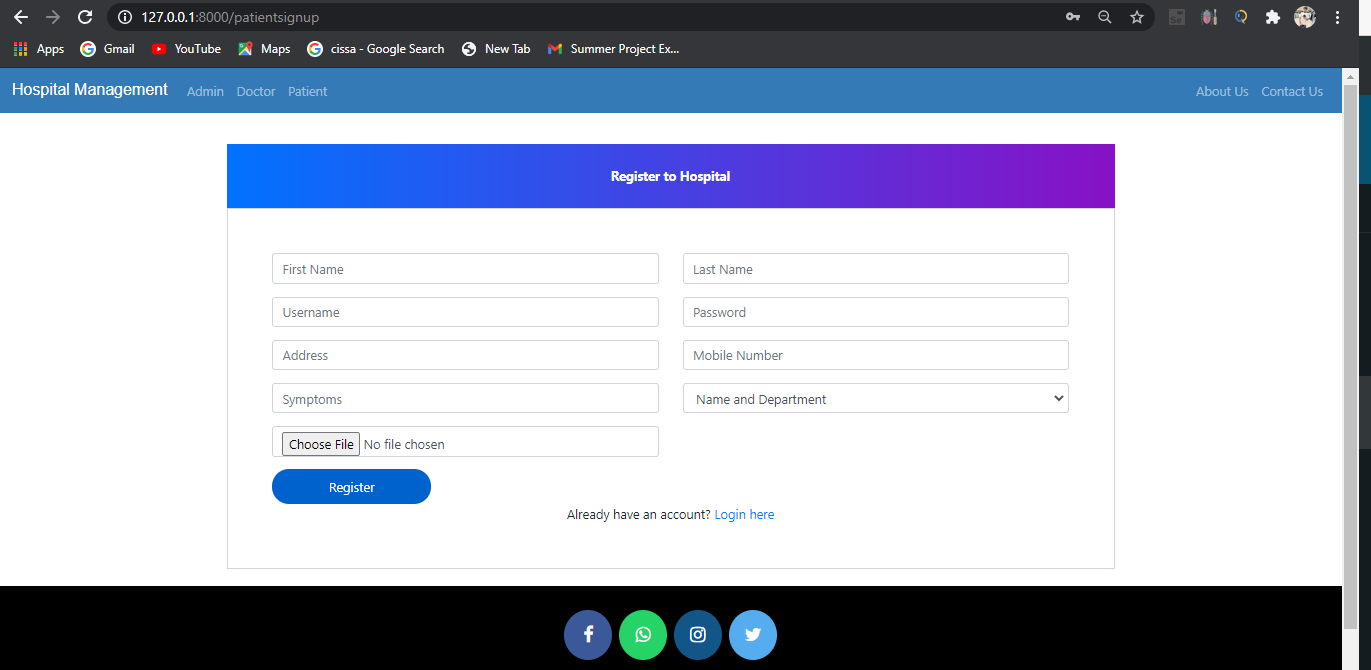 127.0.0.1:8000/patientsignup
Apps Gmail YouTube Maps cissa - Google Search New Tab Summer Project Ex...
Hospital Management Admin Doctor Patient About Us Contact Us
Register to Hospital
First Name Last Name
Username Password
Address Mobile Number
Symptoms Name and Department
Choose File No file chosen
Register
Already have an account? Login here